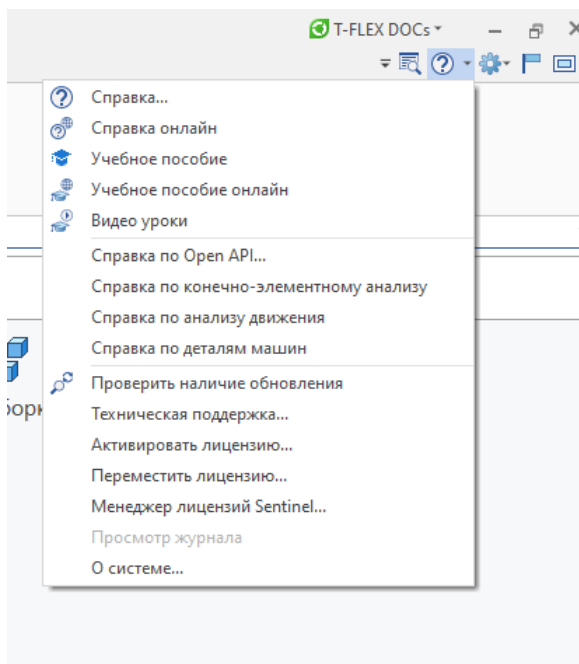 T-FLEX DOCs
Справка...
Справка онлайн
Учебное пособие
Учебное пособие онлайн
Видео уроки
Справка по Open API...
Справка по конечно-элементному анализу
Справка по анализу движения
Справка по деталям машин
Проверить наличие обновления
Техническая поддержка...
Активировать лицензию...
Переместить лицензию...
Менеджер лицензий Sentinel...
Просмотр журнала
О системе...